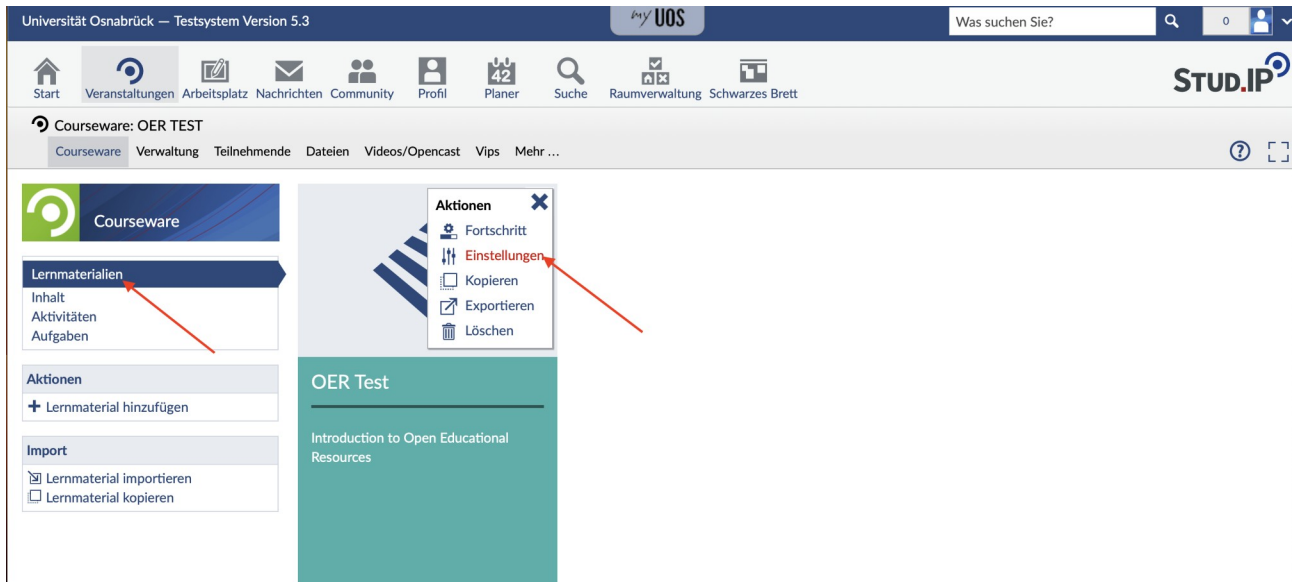 Universität Osnabrück — Testsystem Version 5.3
my UOS
Was suchen Sie?
0
Start
Veranstaltungen
Arbeitsplatz
Nachrichten
Community
Profil
42
Planer
Suche
Raumverwaltung
Schwarzes Brett
STUD.IP
Courseware: OER TEST
Courseware Verwaltung Teilnehmende Dateien Videos/Opencast Vips Mehr ...
Courseware
Lernmaterialien
Inhalt
Aktivitäten
Aufgaben
Aktionen
Lernmaterial hinzufügen
Import
Lernmaterial importieren
Lernmaterial kopieren
Aktionen
Fortschritt
Einstellungen
Kopieren
Exportieren
Löschen
OER Test
Introduction to Open Educational
Resources